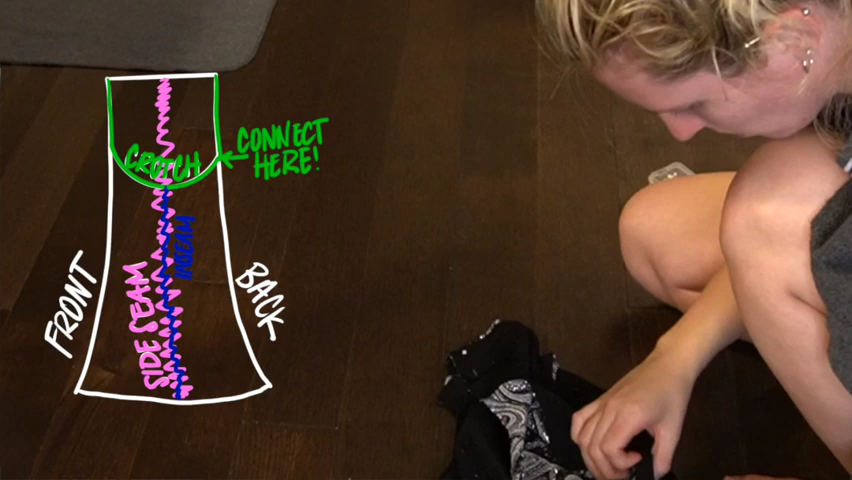 CONNECT
HERE!
CROTCH
INSEAM
SIDE SEAM
FRONT
BACK